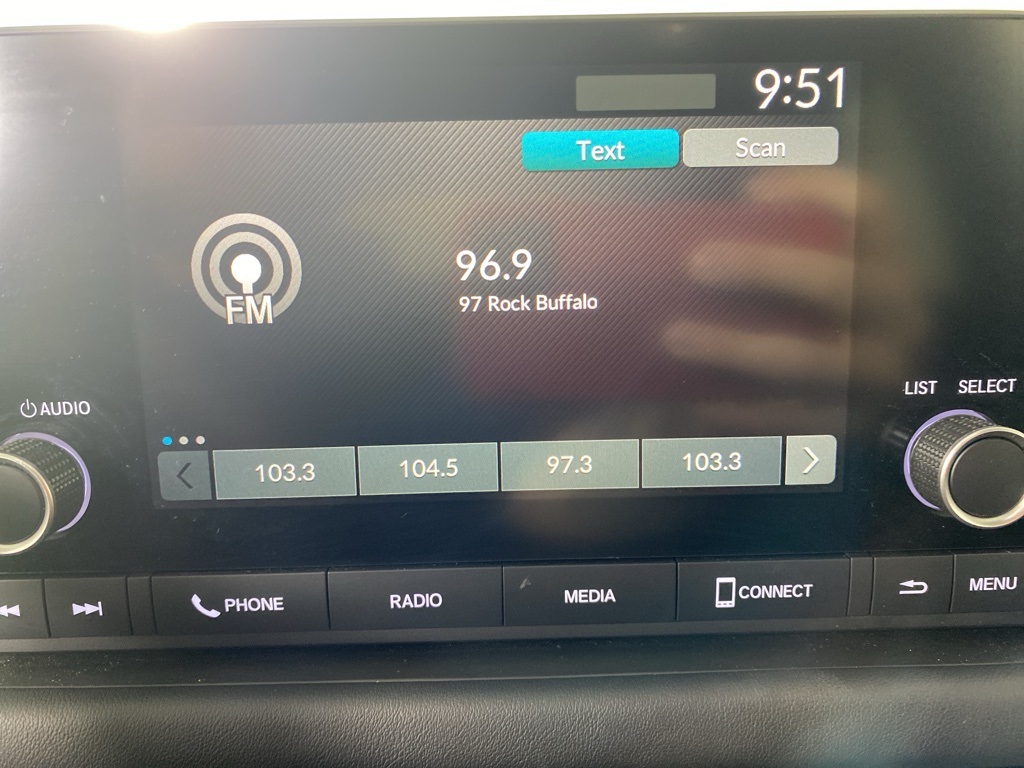 9:51
Text Scan
FM
96.9
97 Rock Buffalo
AUDIO
LIST SELECT
103.3 104.5 97.3 103.3
PHONE RADIO MEDIA CONNECT MENU